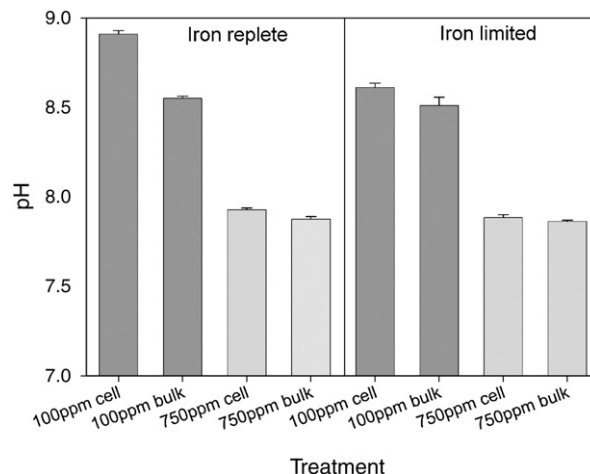 Iron replete
Iron limited
9.0
8.5
8.0
7.5
7.0
pH
100ppm cell
100ppm bulk
750ppm cell
750ppm bulk
100ppm cell
100ppm bulk
750ppm cell
750ppm bulk
Treatment